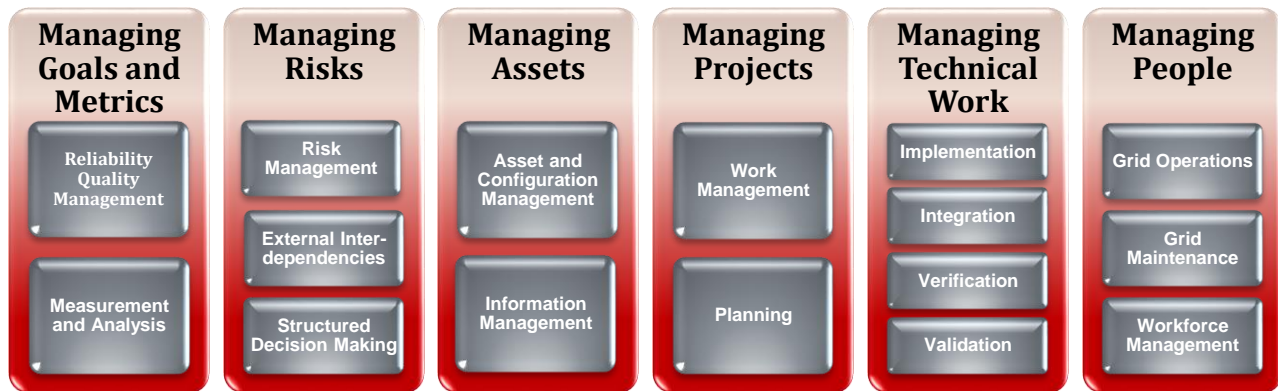 Managing
Goals and
Metrics
Reliability
Quality
Management
Measurement
and Analysis
Managing
Risks
Risk
Management
External Inter-
dependencies
Structured
Decision Making
Managing
Assets
Asset and
Configuration
Management
Information
Management
Managing
Projects
Work
Management
Planning
Managing
Technical
Work
Implementation
Integration
Verification
Validation
Managing
People
Grid Operations
Grid
Maintenance
Workforce
Management